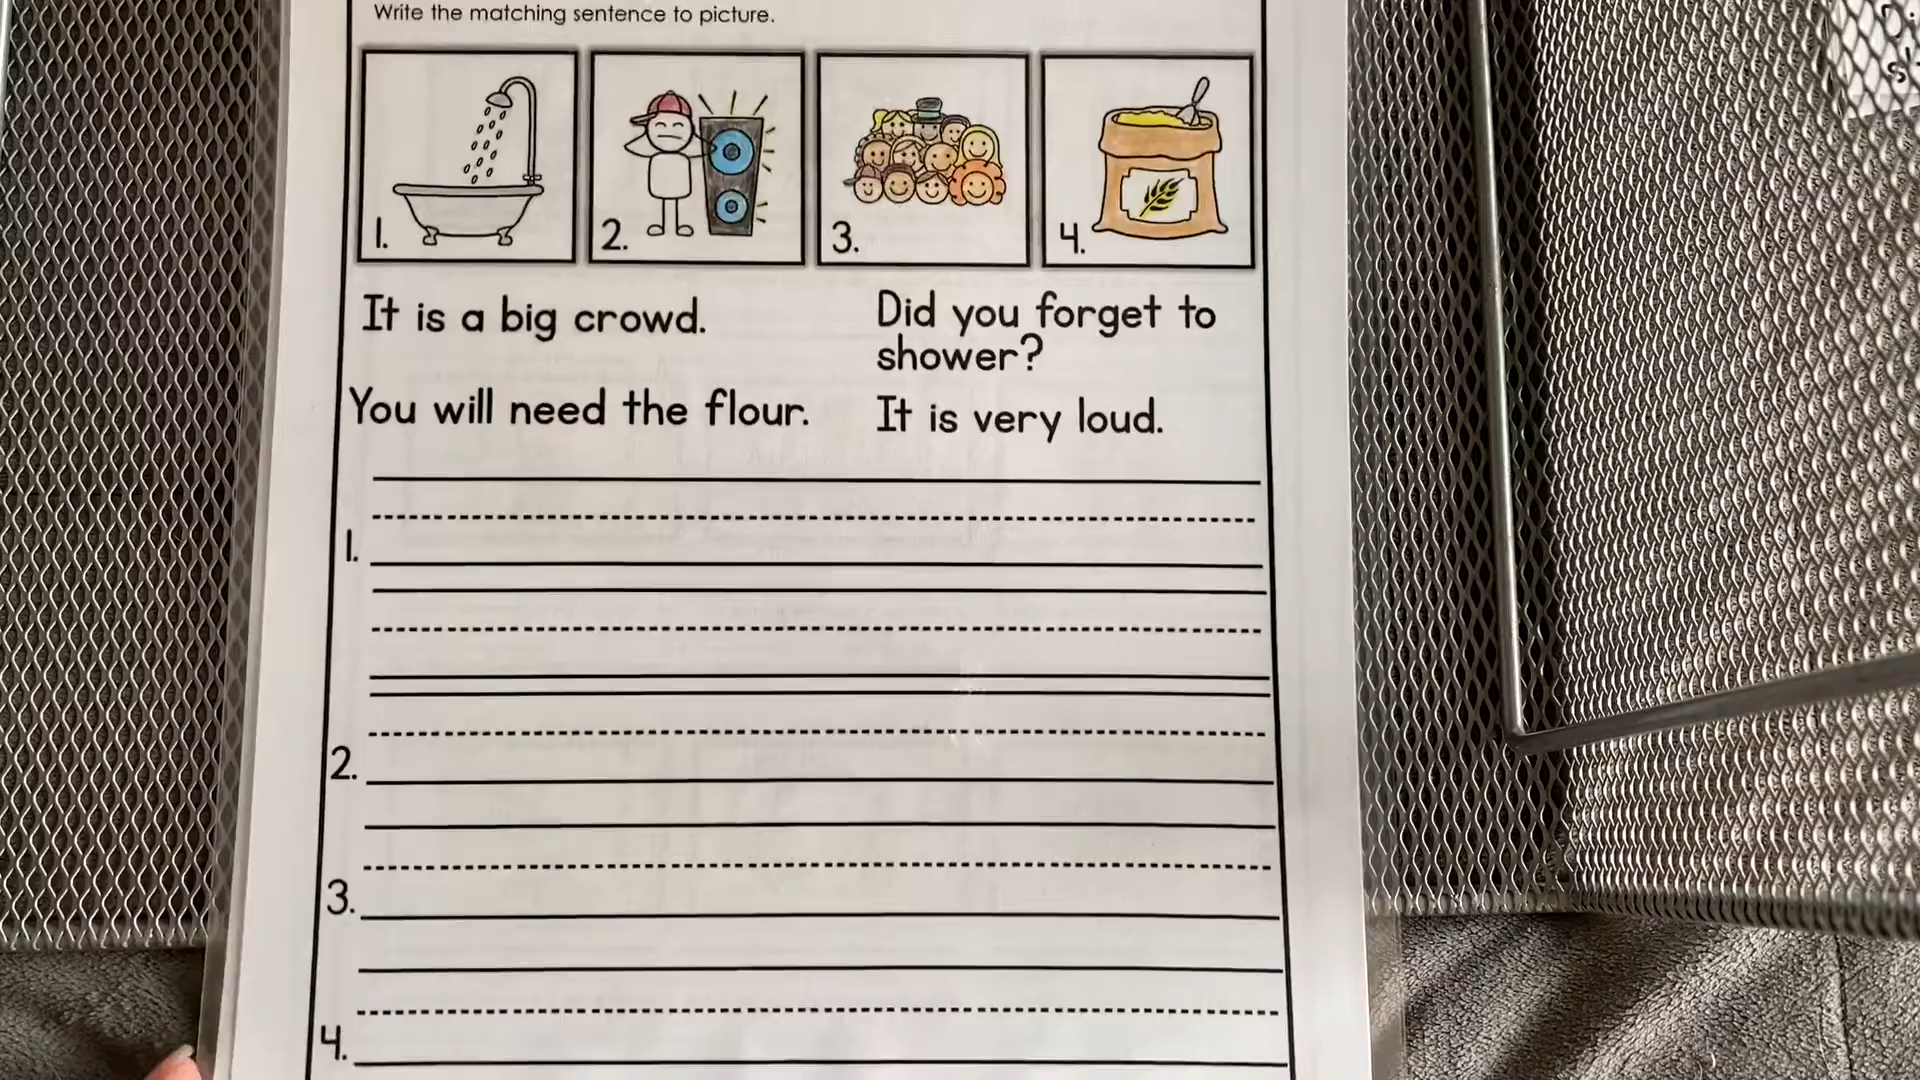 Write the matching sentence to picture.
1. 2. 3. 4.
It is a big crowd.
Did you forget to
shower?
You will need the flour.
It is very loud.
1.
2.
3.
4.